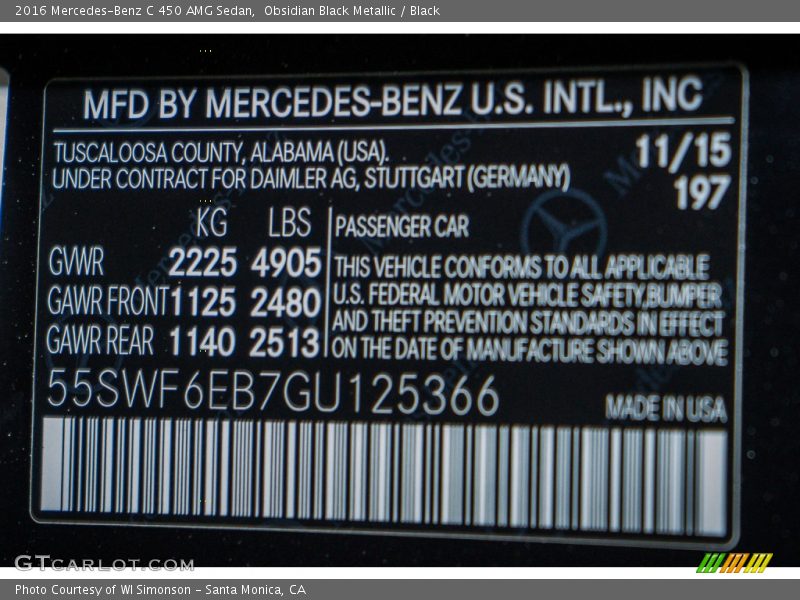 2016 Mercedes-Benz C 450 AMG Sedan, Obsidian Black Metallic / Black
MFD BY MERCEDES-BENZ U.S. INTL., INC
TUSCALOOSA COUNTY, ALABAMA (USA). 11/15
UNDER CONTRACT FOR DAIMLER AG, STUTTGART (GERMANY) 197
KG LBS PASSENGER CAR
GVWR 2225 4905 THIS VEHICLE CONFORMS TO ALL APPLICABLE
GAWR FRONT 1125 2480 U.S. FEDERAL MOTOR VEHICLE SAFETY,BUMPER
AND THEFT PREVENTION STANDARDS IN EFFECT
GAWR REAR 1140 2513 ON THE DATE OF MANUFACTURE SHOWN ABOVE
55SWF6EB7GU125366 MADE IN USA
GTCARLOT.COM
Photo Courtesy of WI Simonson - Santa Monica, CA